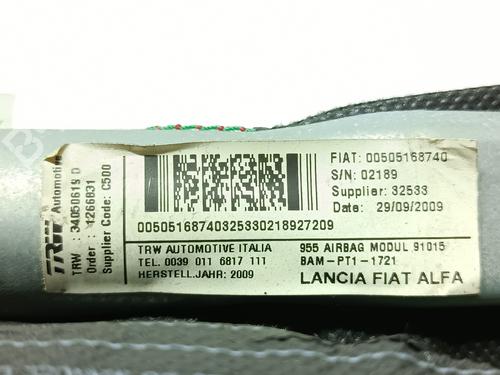 TRW Automotive
TRW : 34050619 D
Order : 1266831
Supplier Code: C500
FIAT: 00505168740
S/N: 02189
Supplier: 32533
Date: 29/09/2009
00505168740325330218927209
TRW AUTOMOTIVE ITALIA
TEL. 0039 011 6817 111
HERSTELL.JAHR: 2009
955 AIRBAG MODUL 91015
BAM-PT1-1721
LANCIA FIAT ALFA